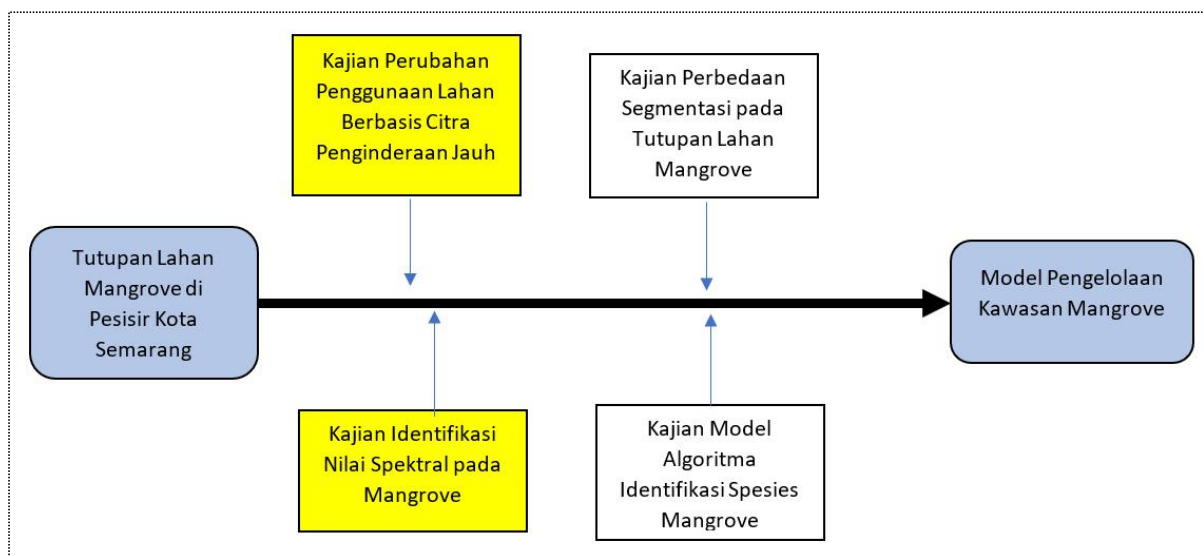 Kajian Perubahan
Penggunaan Lahan
Berbasis Citra
Penginderaan Jauh
Kajian Perbedaan
Segmentasi pada
Tutupan Lahan
Mangrove
Tutupan Lahan
Mangrove di
Pesisir Kota
Semarang
Model Pengelolaan
Kawasan Mangrove
Kajian Identifikasi
Nilai Spektral pada
Mangrove
Kajian Model
Algoritma
Identifikasi Spesies
Mangrove